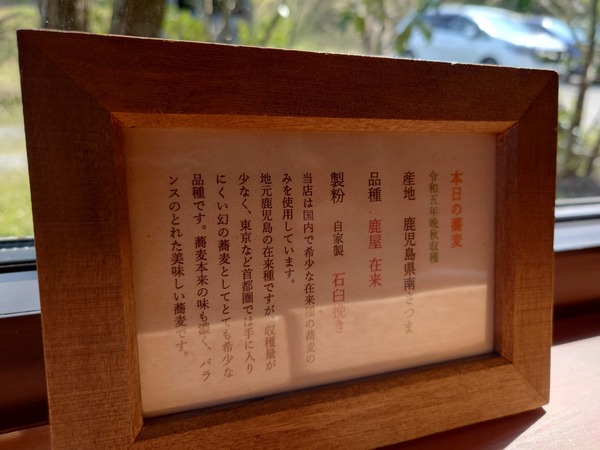 本日の蕎麦
令和五年晩秋収穫
産地 鹿児島県南さつま
品種 鹿屋 在来
製粉 自家製 石臼挽き
当店は国内で希少な在来種の蕎麦の
みを使用しています。
地元鹿児島の在来種ですが、収穫量が
少なく、東京など首都圏では手に入り
にくい幻の蕎麦としてとても希少な
品種です。蕎麦本来の味も濃く、バラ
ンスのとれた美味しい蕎麦です。